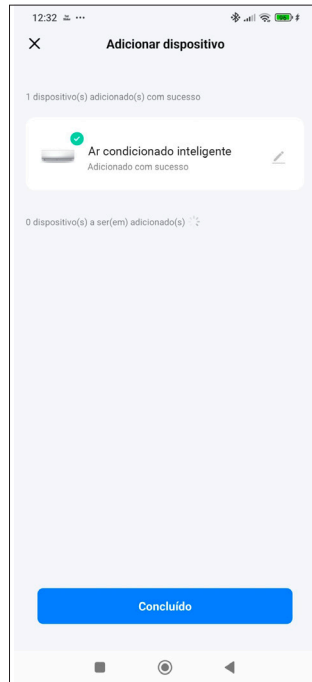 12:32
Adicionar dispositivo
1 dispositivo(s) adicionado(s) com sucesso
Ar condicionado inteligente
Adicionado com sucesso
0 dispositivo(s) a ser(em) adicionado(s)
Concluído